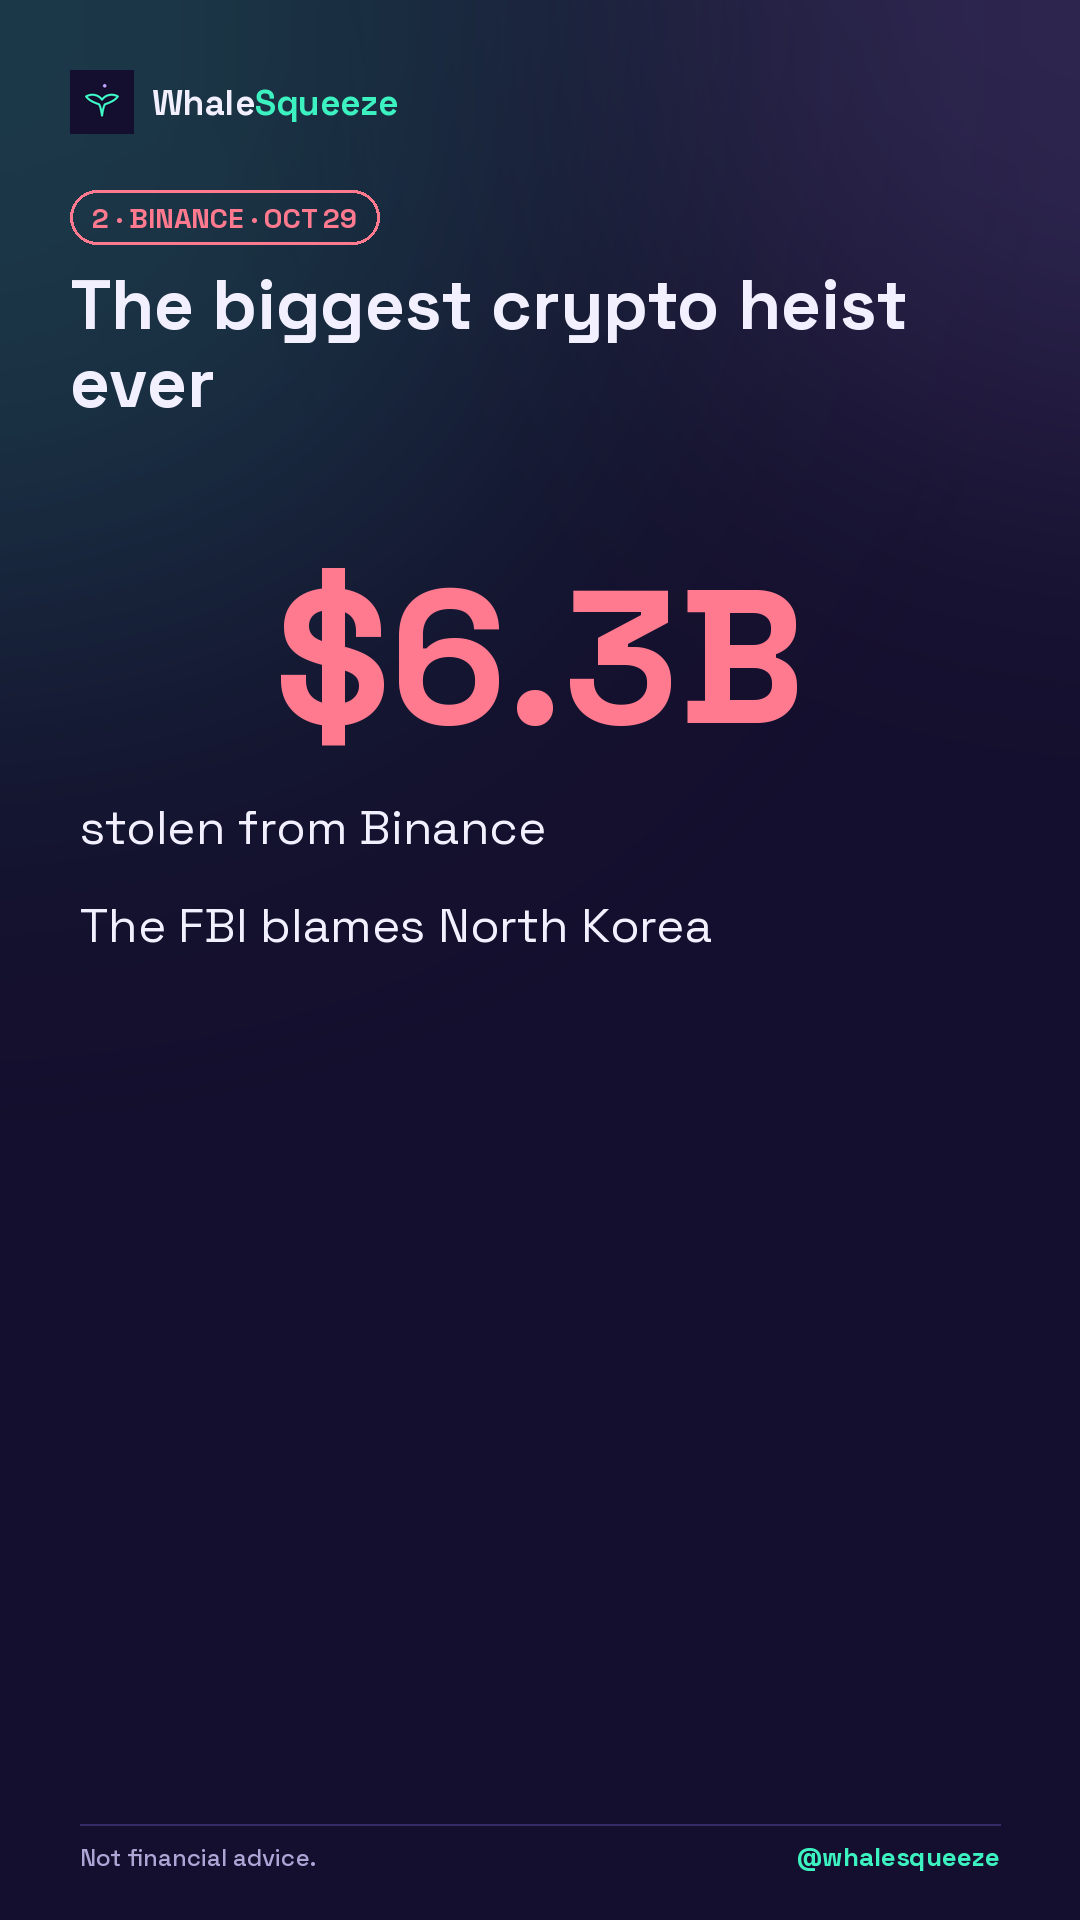 WhaleSqueeze
2 · BINANCE · OCT 29
The biggest crypto heist
ever
$6.3B
stolen from Binance
The FBI blames North Korea
Not financial advice.
@whalesqueeze